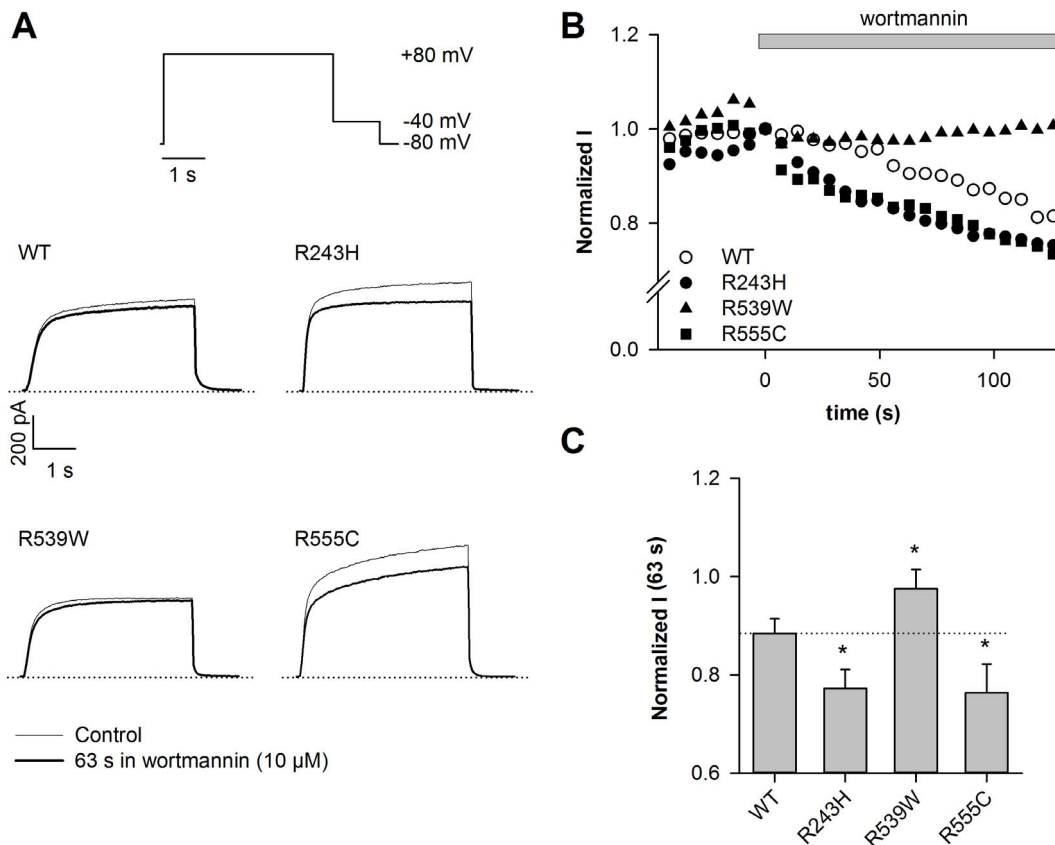 A
+80 mV
-40 mV
-80 mV
1 s
WT
R243H
200 pA
1 s
R539W
R555C
Control
63 s in wortmannin (10 µM)
B
wortmannin
1.2
1.0
0.8
0.0
Normalized I
WT
R243H
R539W
R555C
0
50
100
time (s)
C
1.2
1.0
0.8
0.6
Normalized I (63 s)
*
*
*
WT
R243H
R539W
R555C